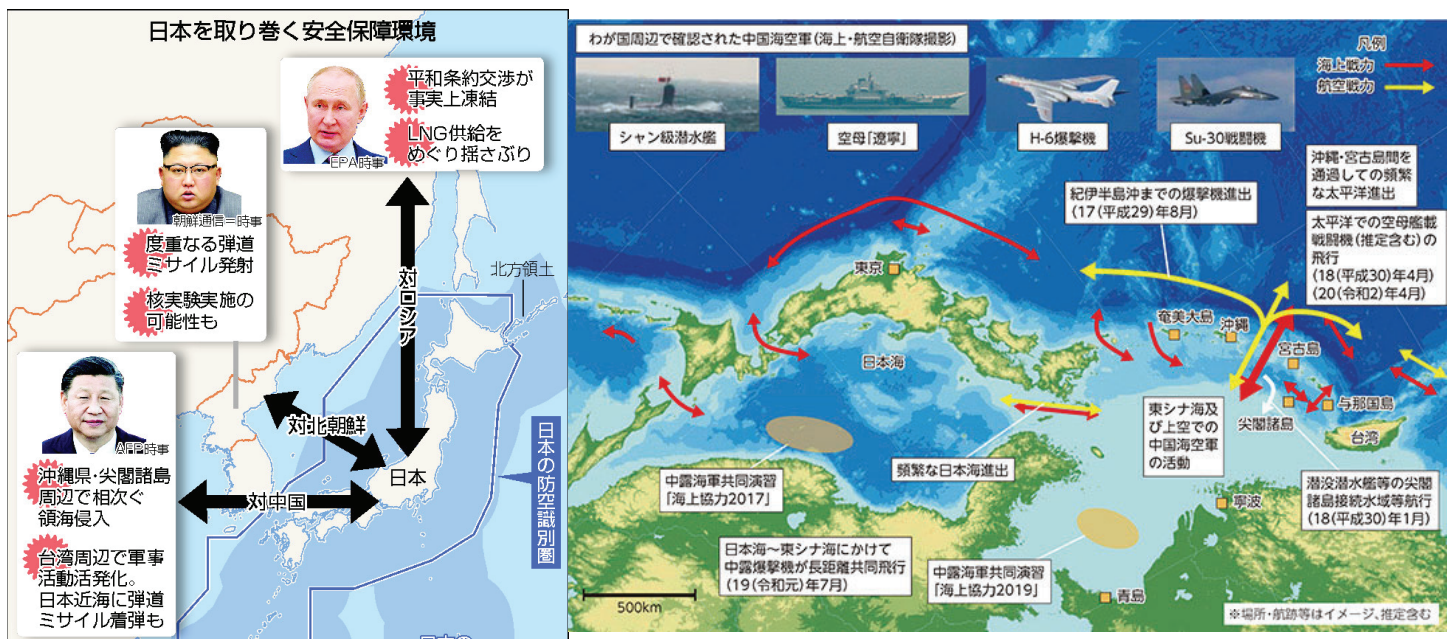 日本を取り巻く安全保障環境
平和条約交渉が
事実上凍結
LNG供給を
めぐり揺さぶり
EPA時事
朝鮮通信=時事
度重なる弾道
ミサイル発射
核実験実施の
可能性も
AFP時事
沖縄県・尖閣諸島
周辺で相次ぐ
領海侵入
台湾周辺で軍事
活動活発化。
日本近海に弾道
ミサイル着弾も
対ロシア
対北朝鮮
対中国
日本
北方領土
日本の防空識別圏
わが国周辺で確認された中国海空軍(海上・航空自衛隊撮影)
シャン級潜水艦
空母「遼寧」
H-6爆撃機
Su-30戦闘機
凡例
海上戦力
航空戦力
沖縄・宮古島間を
通過しての頻繁
な太平洋進出
紀伊半島沖までの爆撃機進出
(17(平成29)年8月)
太平洋での空母艦載
戦闘機(推定含む)の
飛行
(18(平成30)年4月)
(20(令和2)年4月)
東京
奄美大島
沖縄
宮古島
日本海
与那国島
尖閣諸島
台湾
東シナ海及
び上空での
中国海空軍
の活動
中露海軍共同演習
「海上協力2017」
頻繁な日本海進出
潜没潜水艦等の尖閣
諸島接続水域等航行
(18(平成30)年1月)
寧波
日本海~東シナ海にかけて
中露爆撃機が長距離共同飛行
(19(令和元)年7月)
中露海軍共同演習
「海上協力2019」
青島
500km
※場所・航跡等はイメージ、推定含む